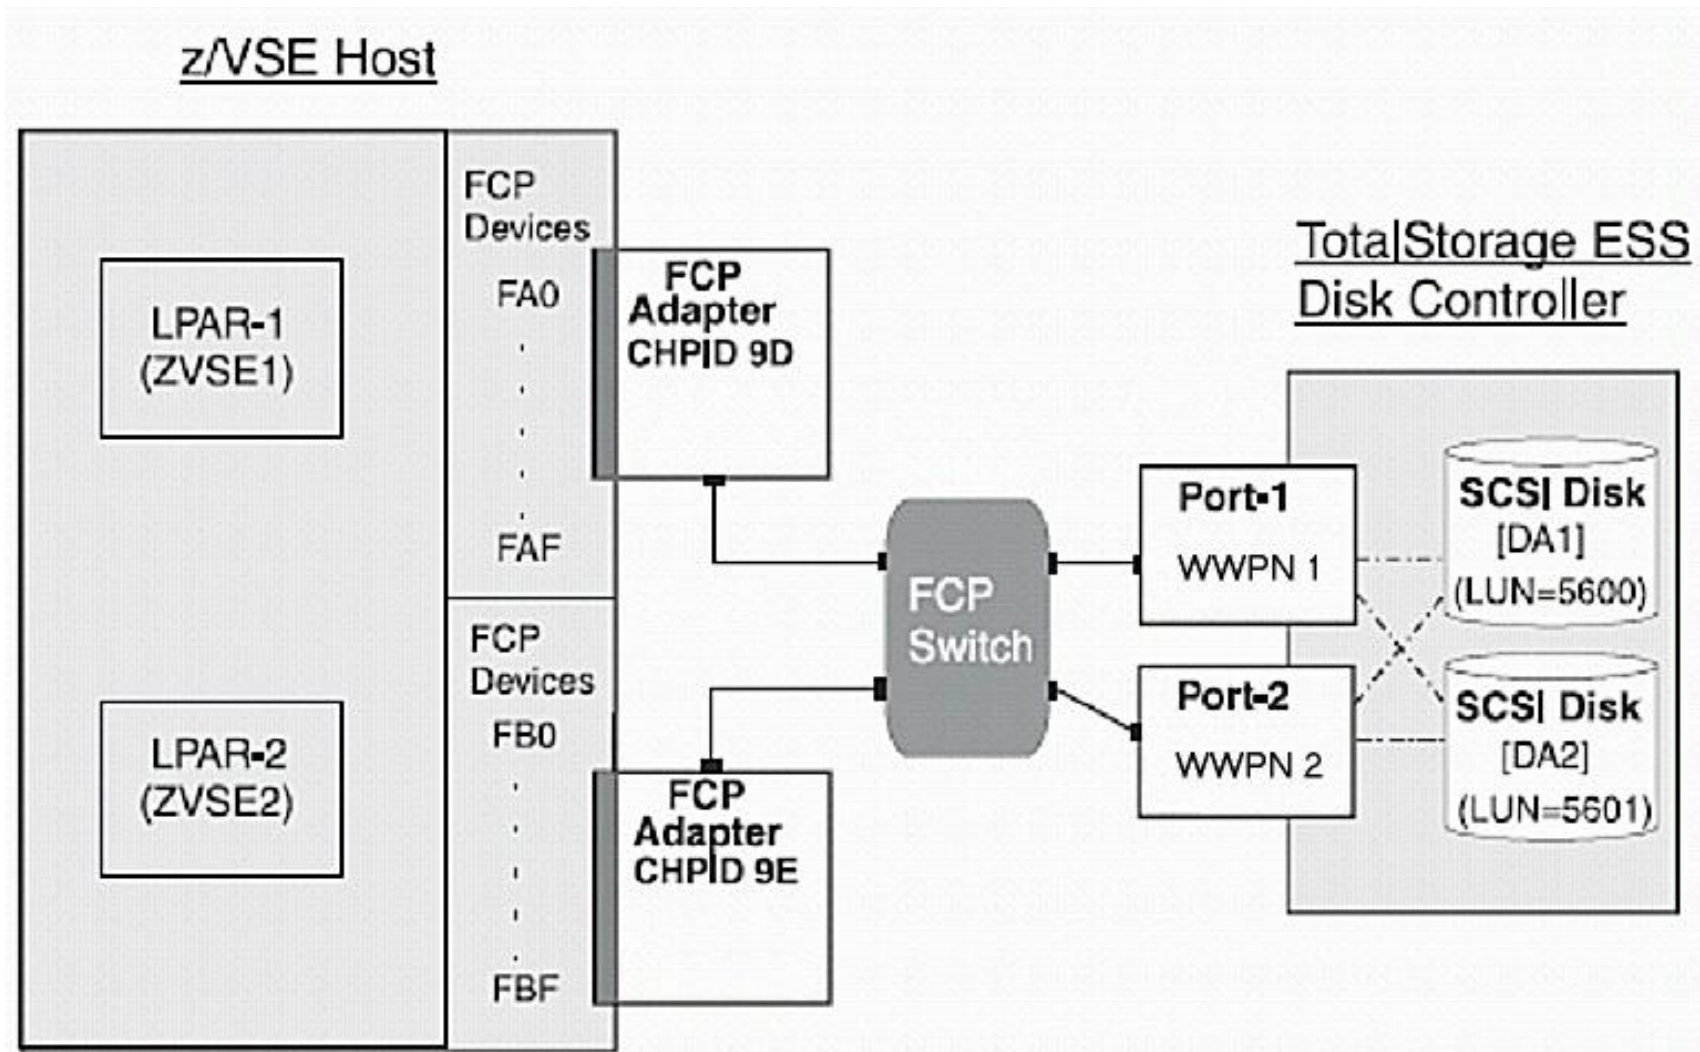 z/VSE Host
LPAR-1
(ZVSE1)
LPAR-2
(ZVSE2)
FCP
Devices
FA0
FAF
FCP
Devices
FB0
FBF
FCP
Adapter
CHPID 9D
FCP
Adapter
CHPID 9E
FCP
Switch
TotalStorage ESS
Disk Controller
Port-1
WWPN 1
Port-2
WWPN 2
SCSI Disk
[DA1]
(LUN=5600)
SCSI Disk
[DA2]
(LUN=5601)